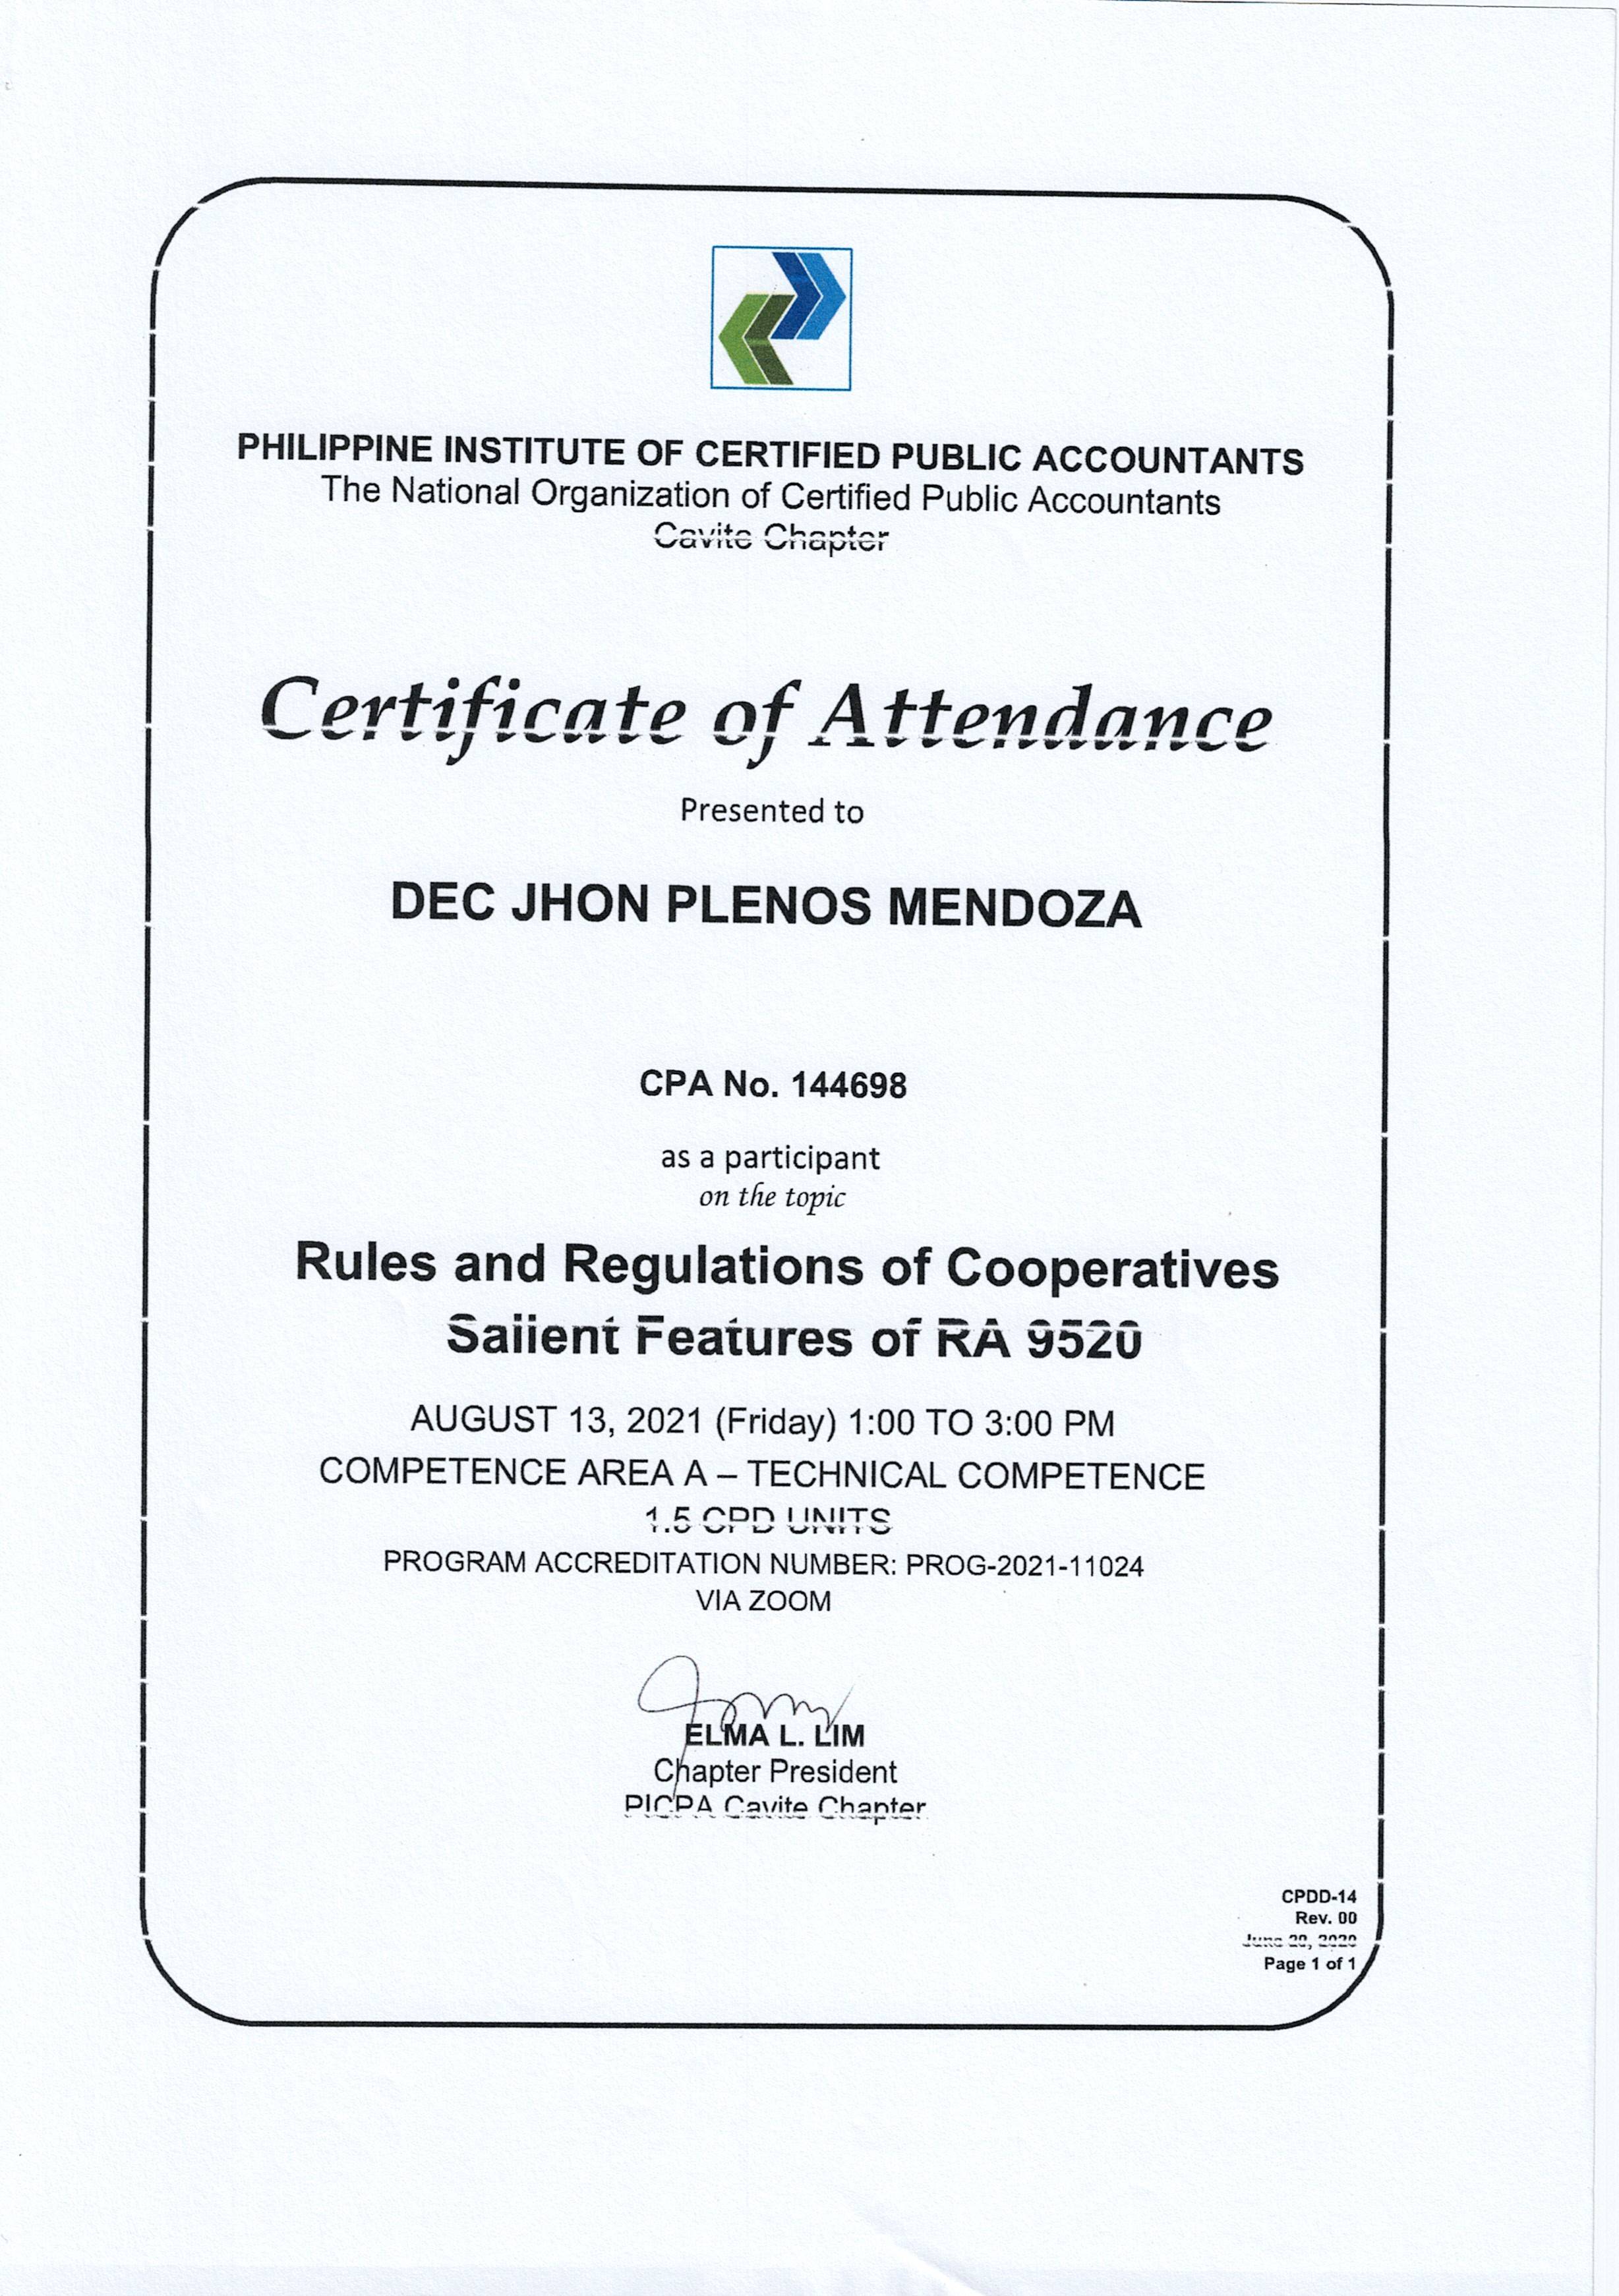 PHILIPPINE INSTITUTE OF CERTIFIED PUBLIC ACCOUNTANTS
The National Organization of Certified Public Accountants
Cavite Chapter
Certificate of Attendance
Presented to
DEC JHON PLENOS MENDOZA
CPA No. 144698
as a participant
on the topic
Rules and Regulations of Cooperatives
Salient Features of RA 9520
AUGUST 13, 2021 (Friday) 1:00 TO 3:00 PM
COMPETENCE AREA A – TECHNICAL COMPETENCE
1.5 CPD UNITS
PROGRAM ACCREDITATION NUMBER: PROG-2021-11024
VIA ZOOM
ELMA L. LIM
Chapter President
PICPA Cavite Chapter
CPDD-14
Rev. 00
June 2020
Page 1 of 1